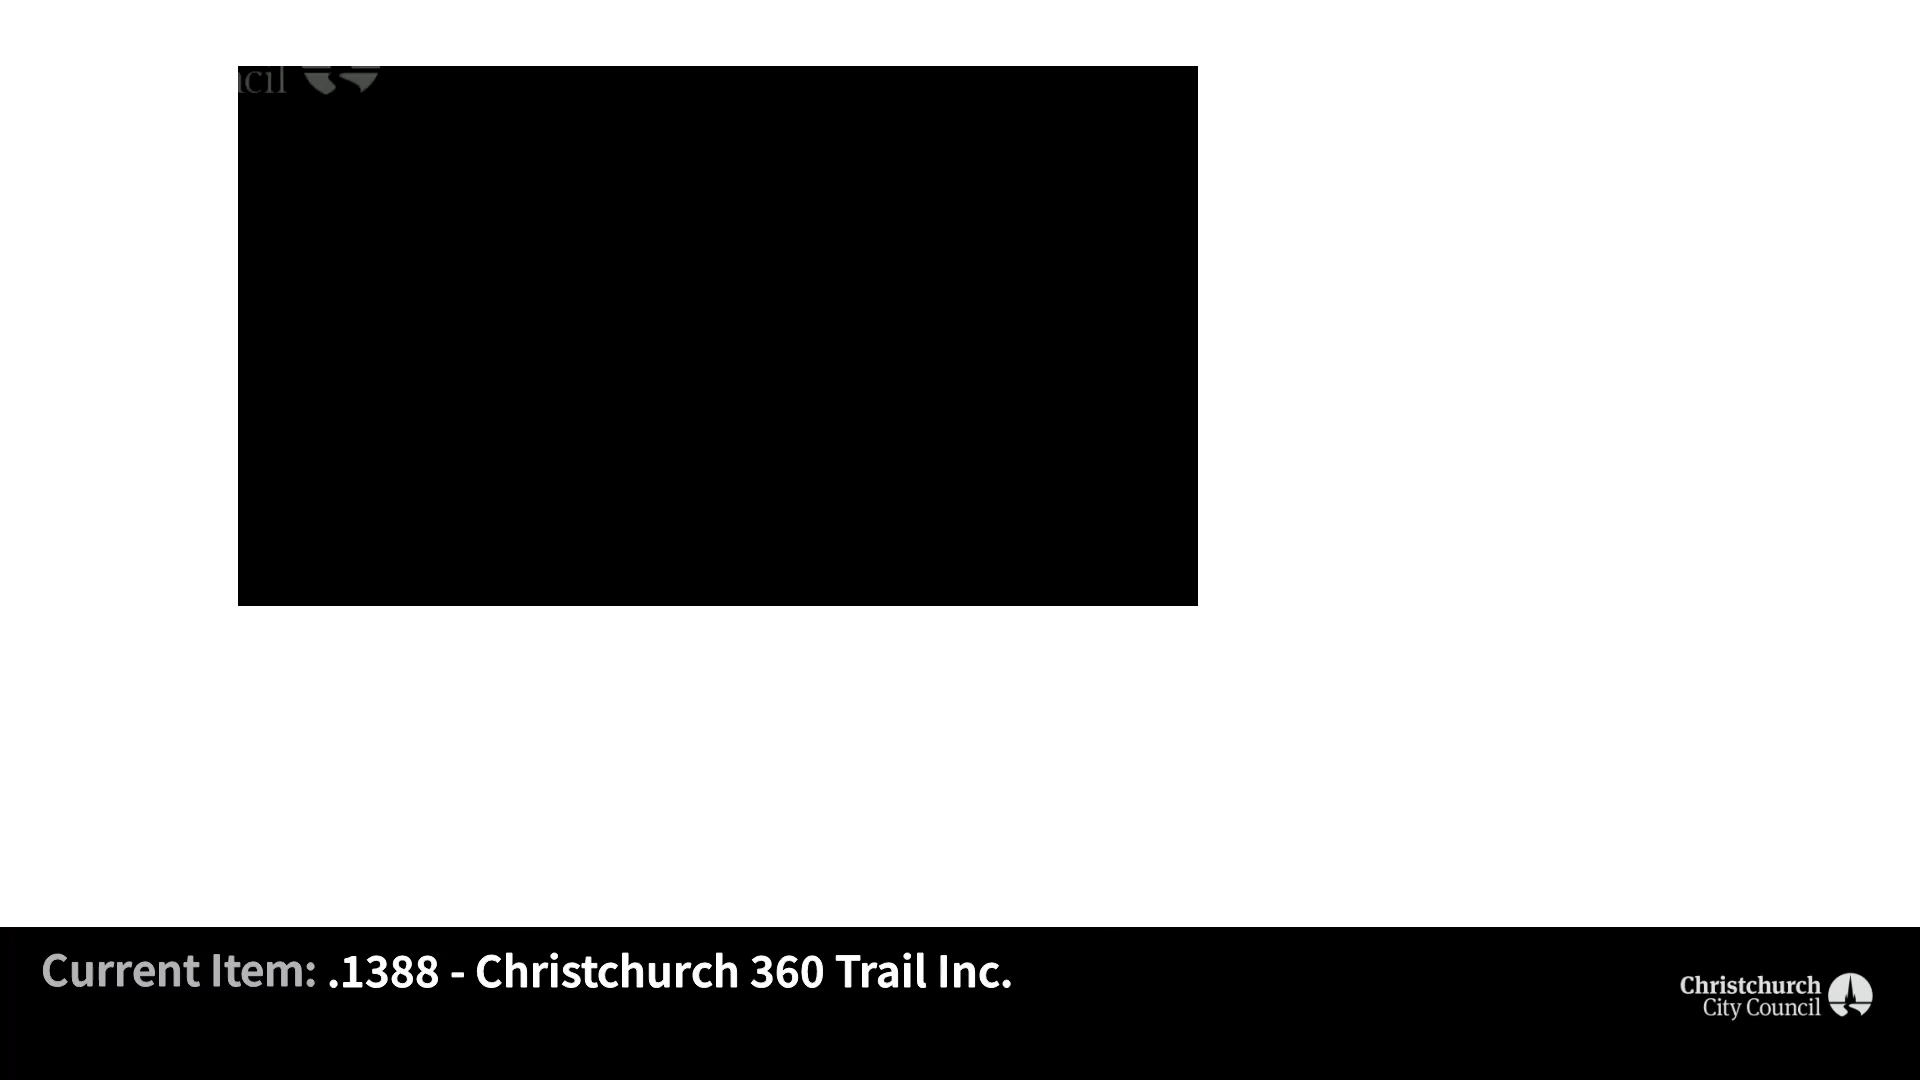 Current Item: .1388 - Christchurch 360 Trail Inc.
Christchurch
City Council